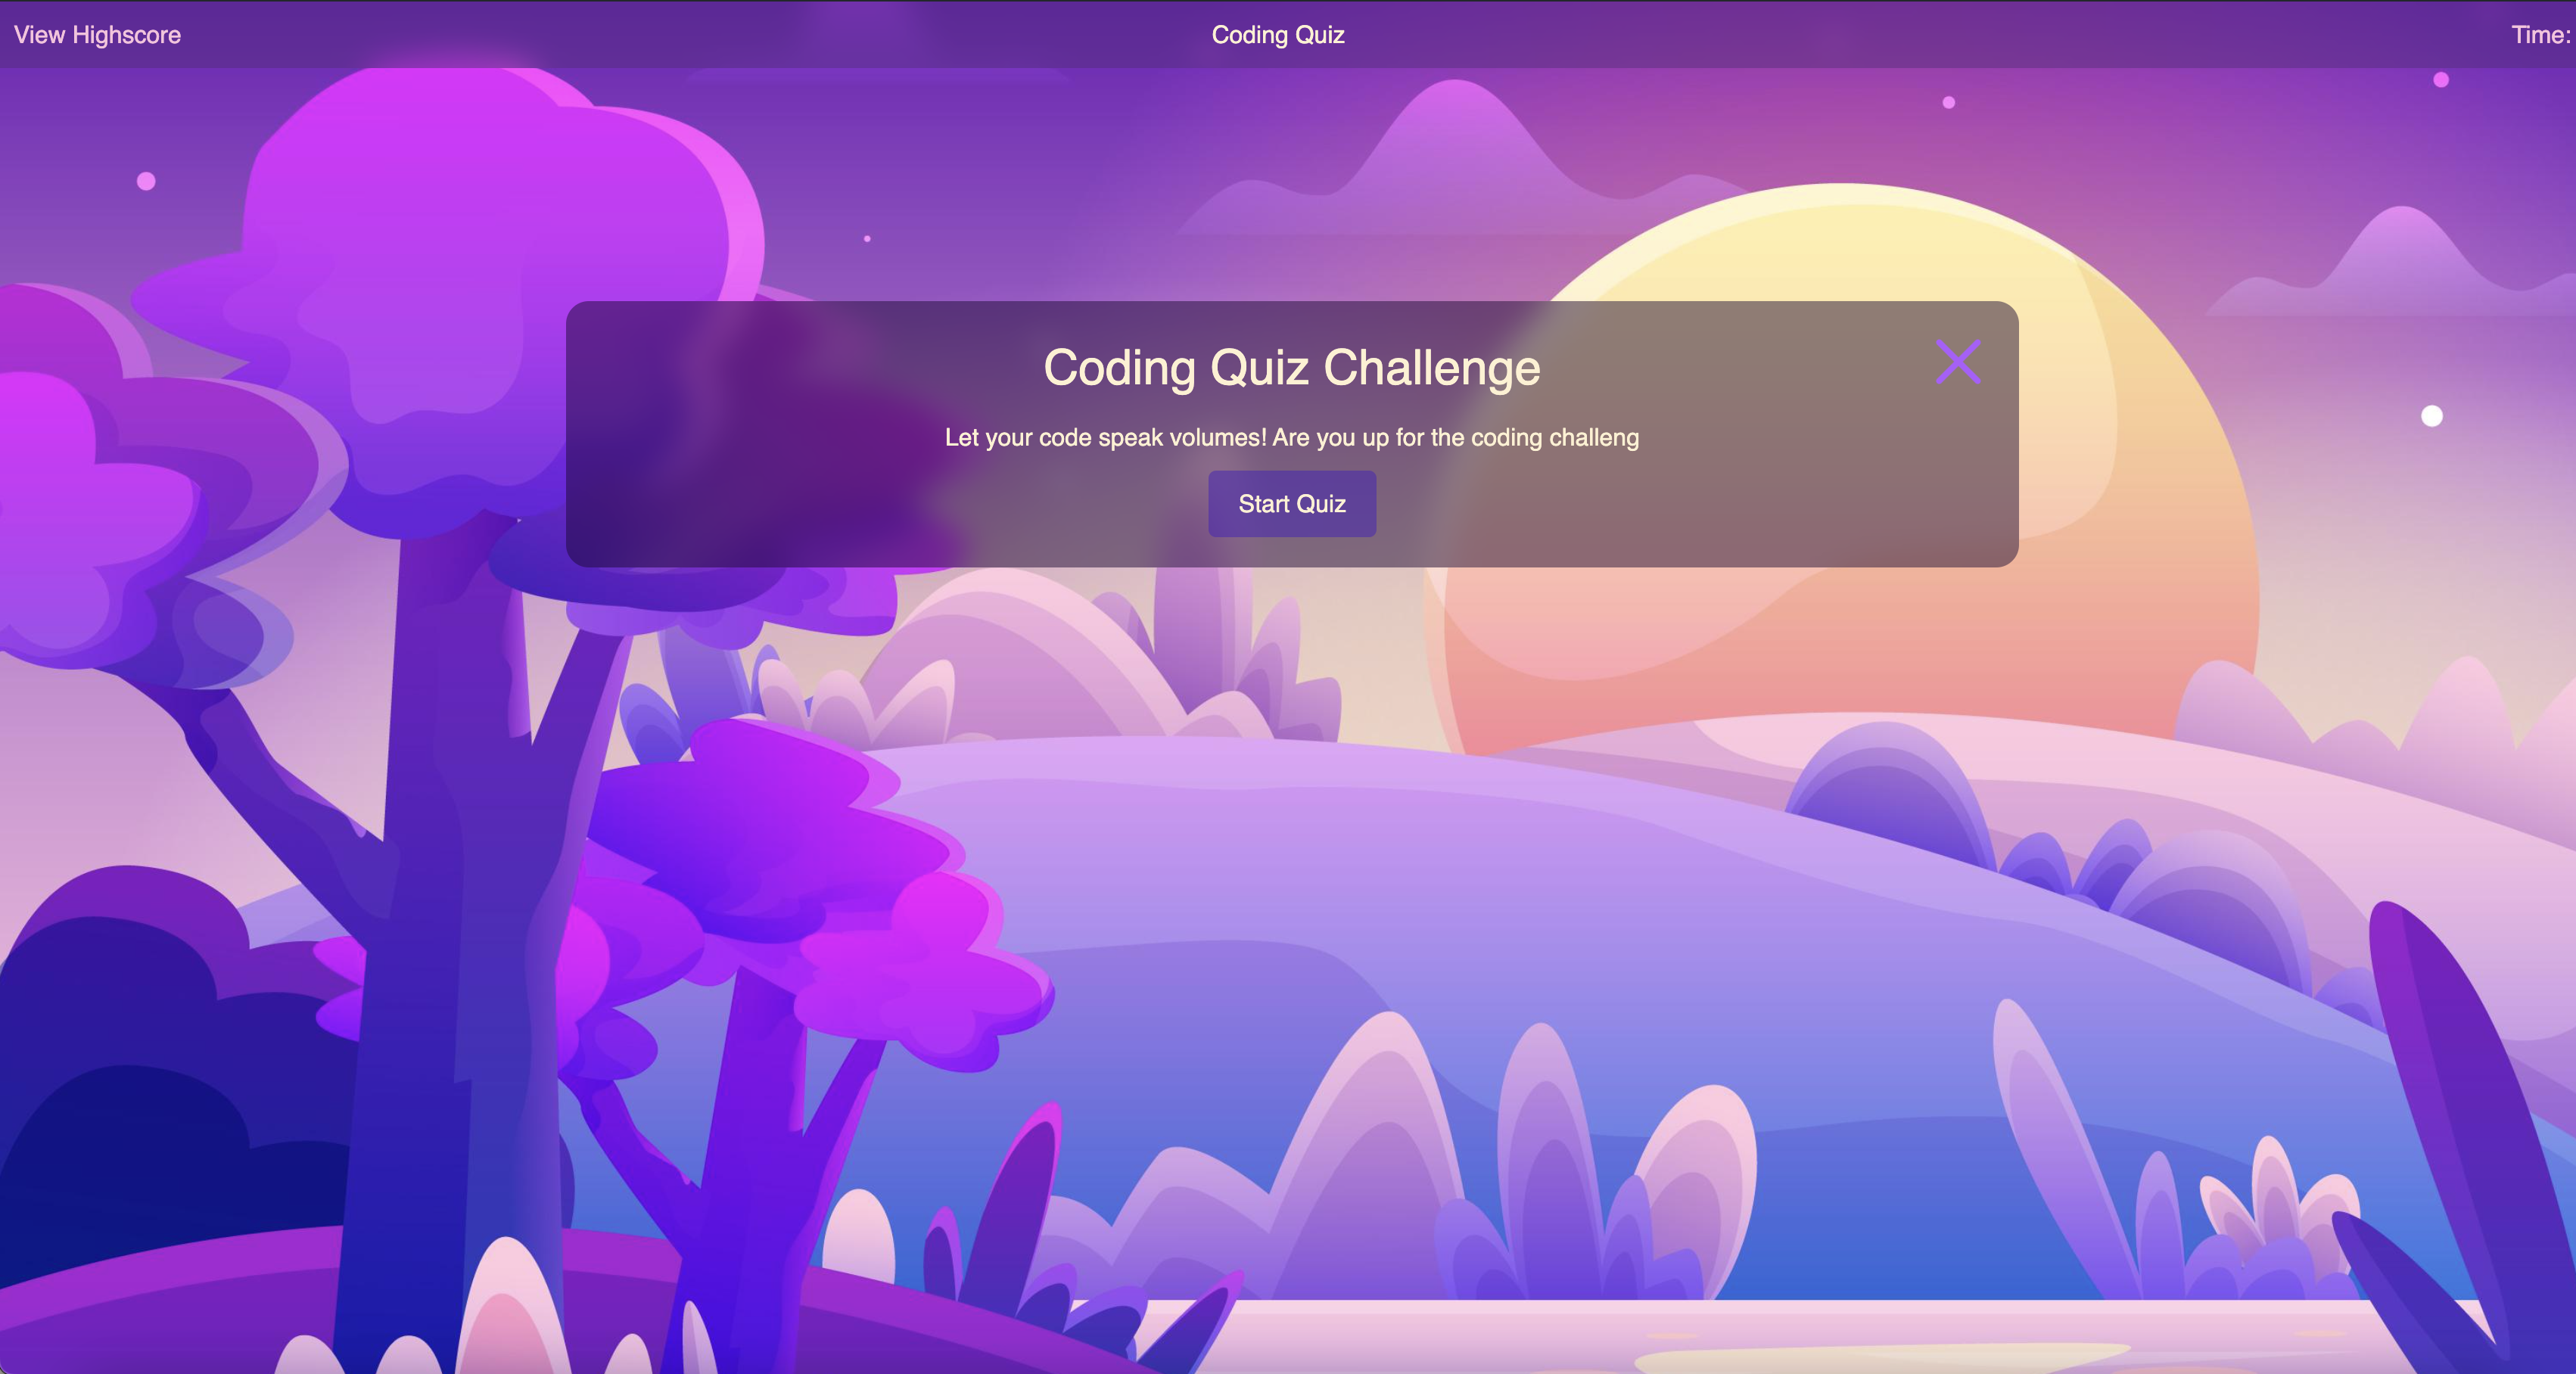 View Highscore
Coding Quiz
Time:
Coding Quiz Challenge
Let your code speak volumes! Are you up for the coding challeng
Start Quiz